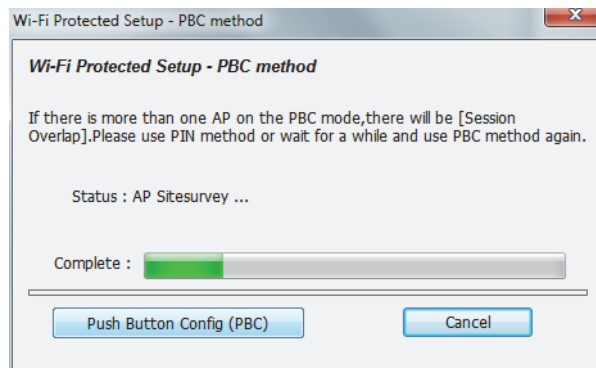 Wi-Fi Protected Setup - PBC method
Wi-Fi Protected Setup - PBC method
If there is more than one AP on the PBC mode,there will be [Session
Overlap].Please use PIN method or wait for a while and use PBC method again.
Status : AP Sitesurvey ...
Complete :
Push Button Config (PBC)
Cancel